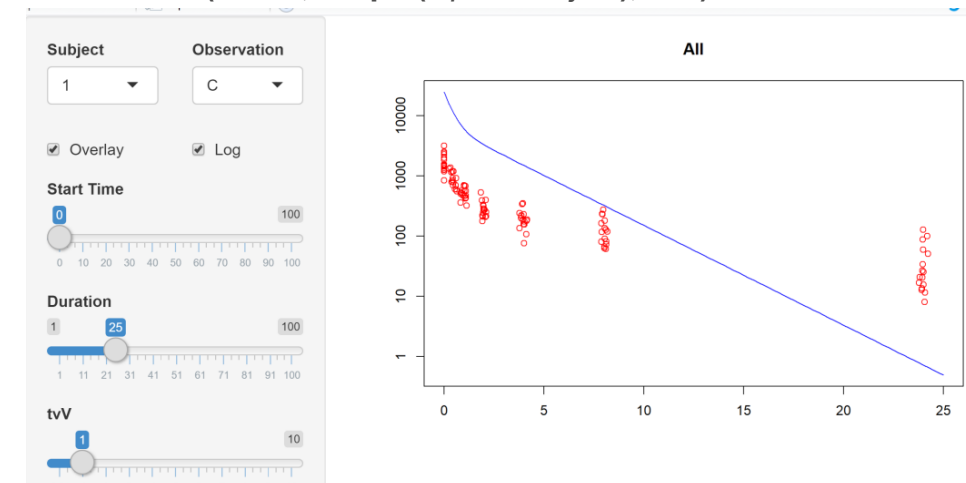 Subject Observation
1 C
Overlay Log
Start Time
0 100
0 10 20 30 40 50 60 70 80 90 100
Duration
1 25 100
1 11 21 31 41 51 61 71 81 91 100
tvV
1 10
All
10000
1000
100
10
1
0 5 10 15 20 25